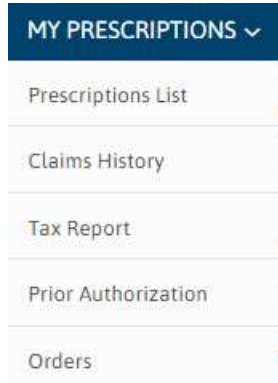 MY PRESCRIPTIONS
Prescriptions List
Claims History
Tax Report
Prior Authorization
Orders